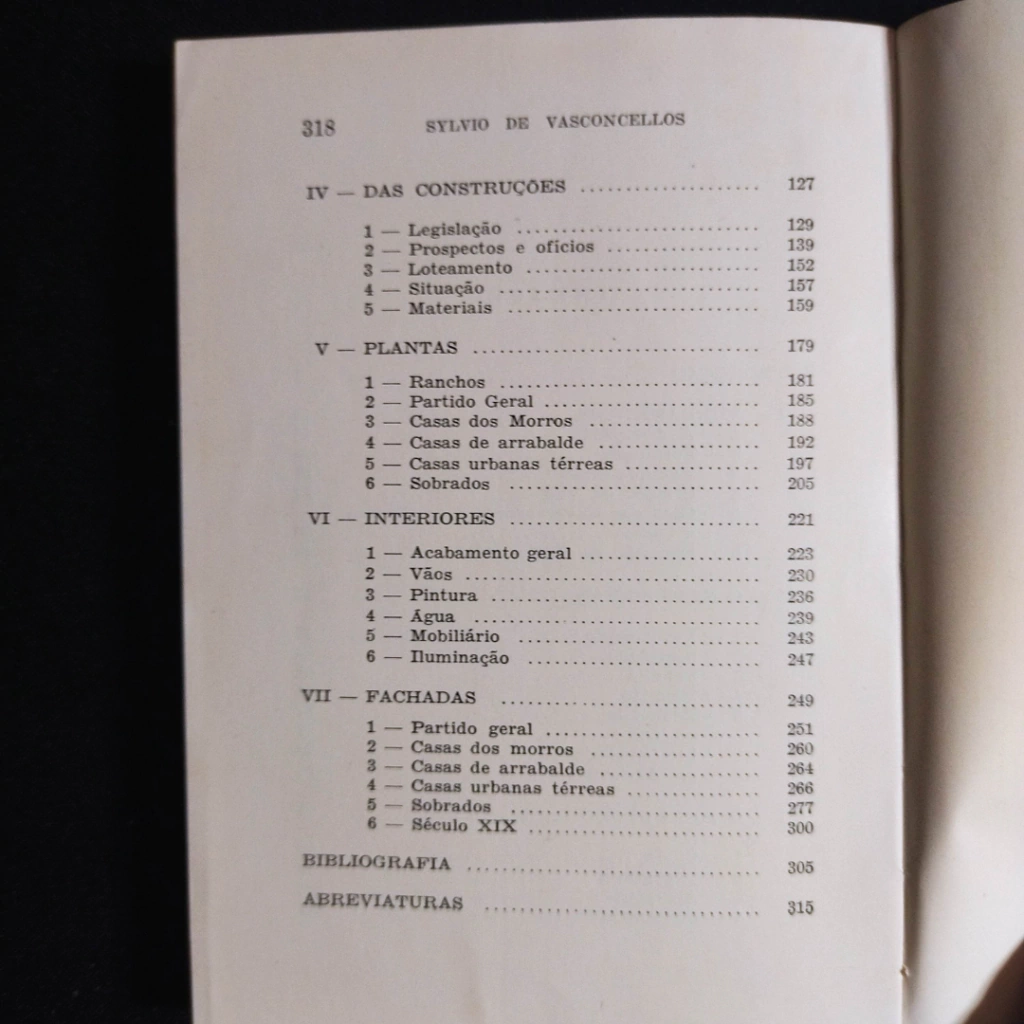 318 SYLVIO DE VASCONCELLOS
IV — DAS CONSTRUÇÕES .................... 127
1 — Legislação ........................... 129
2 — Prospectos e ofícios ................. 139
3 — Loteamento .......................... 152
4 — Situação ............................. 157
5 — Materiais ............................ 159
V — PLANTAS ................................ 179
1 — Ranchos ............................. 181
2 — Partido Geral ........................ 185
3 — Casas dos Morros ................... 188
4 — Casas de arrabalde .................. 192
5 — Casas urbanas térreas ............... 197
6 — Sobrados ............................ 205
VI — INTERIORES ............................ 221
1 — Acabamento geral .................... 223
2 — Vãos ................................. 230
3 — Pintura .............................. 236
4 — Água ................................ 239
5 — Mobiliário ........................... 243
6 — Iluminação .......................... 247
VII — FACHADAS ............................. 249
1 — Partido geral ........................ 251
2 — Casas dos morros ................... 260
3 — Casas de arrabalde .................. 264
4 — Casas urbanas térreas ............... 266
5 — Sobrados ............................ 277
6 — Século XIX .......................... 300
BIBLIOGRAFIA ................................. 305
ABREVIATURAS ............................... 315